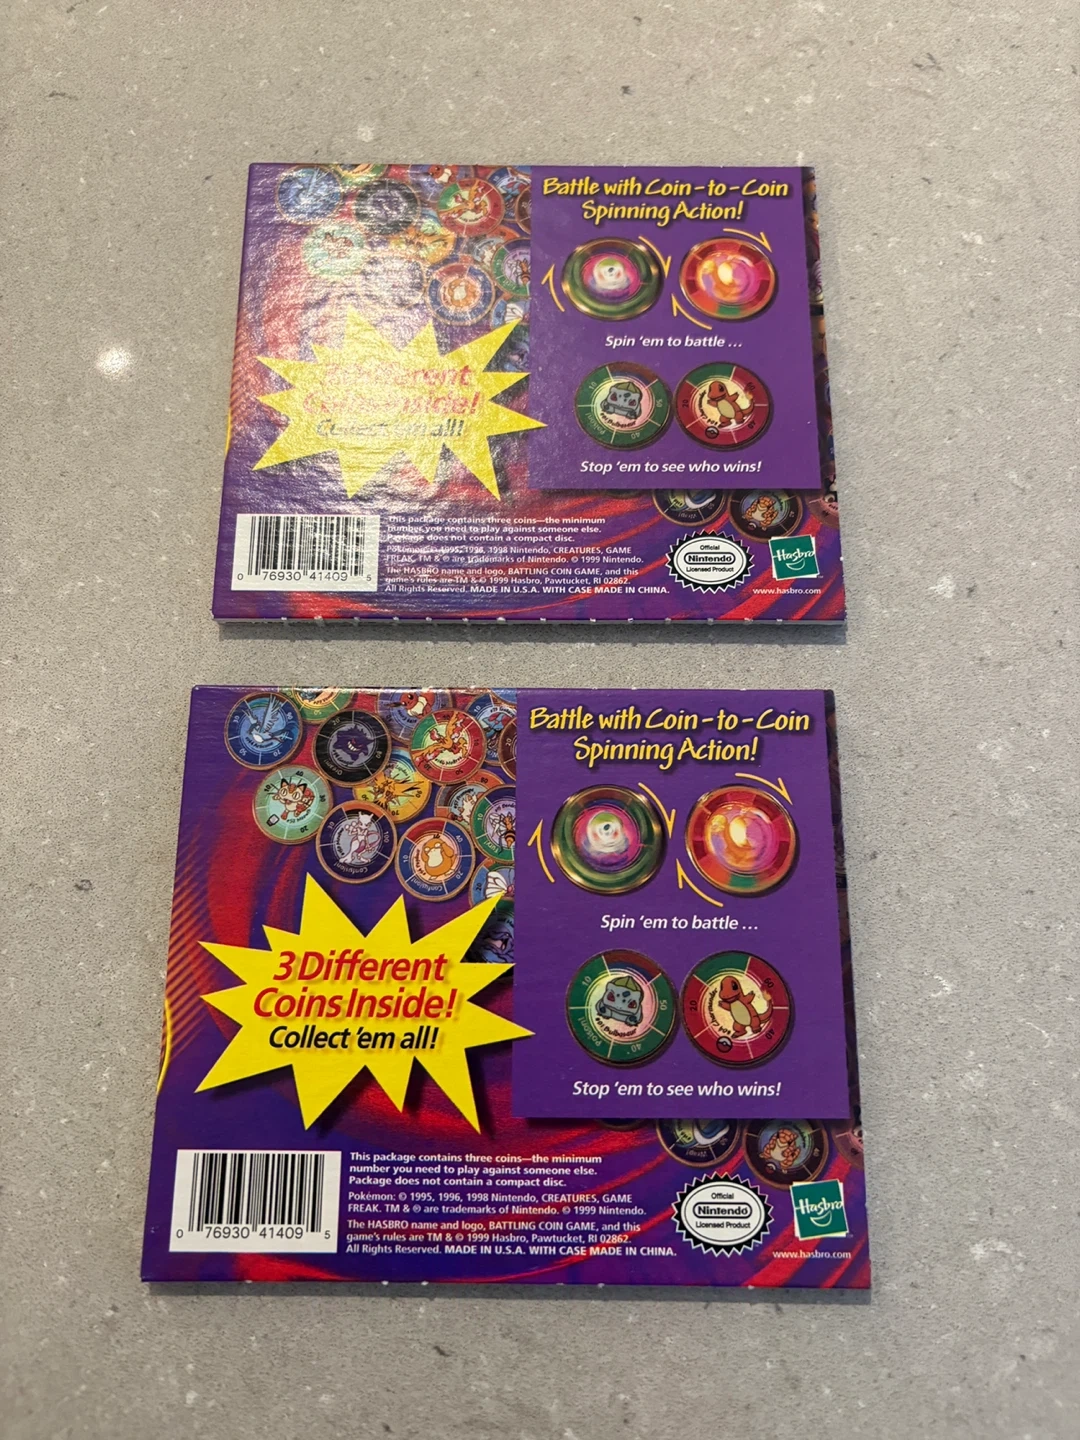 Battle with Coin-to-Coin
Spinning Action!
Spin 'em to battle ...
Stop 'em to see who wins!
3 Different
Coins Inside!
Collect 'em all!
0 76930 41409 5
This package contains three coins—the minimum
number you need to play against someone else.
Package does not contain a compact disc.
Pokémon: © 1995, 1996, 1998 Nintendo, CREATURES, GAME
FREAK. TM & ® are trademarks of Nintendo. © 1999 Nintendo.
The HASBRO name and logo, BATTLING COIN GAME, and this
game's rules are TM & © 1999 Hasbro, Pawtucket, RI 02862.
All Rights Reserved. MADE IN U.S.A. WITH CASE MADE IN CHINA.
Official
Nintendo
Licensed Product
Hasbro
www.hasbro.com
Battle with Coin-to-Coin
Spinning Action!
Spin 'em to battle ...
Stop 'em to see who wins!
3 Different
Coins Inside!
Collect 'em all!
0 76930 41409 5
This package contains three coins—the minimum
number you need to play against someone else.
Package does not contain a compact disc.
Pokémon: © 1995, 1996, 1998 Nintendo, CREATURES, GAME
FREAK. TM & ® are trademarks of Nintendo. © 1999 Nintendo.
The HASBRO name and logo, BATTLING COIN GAME, and this
game's rules are TM & © 1999 Hasbro, Pawtucket, RI 02862.
All Rights Reserved. MADE IN U.S.A. WITH CASE MADE IN CHINA.
Official
Nintendo
Licensed Product
Hasbro
www.hasbro.com